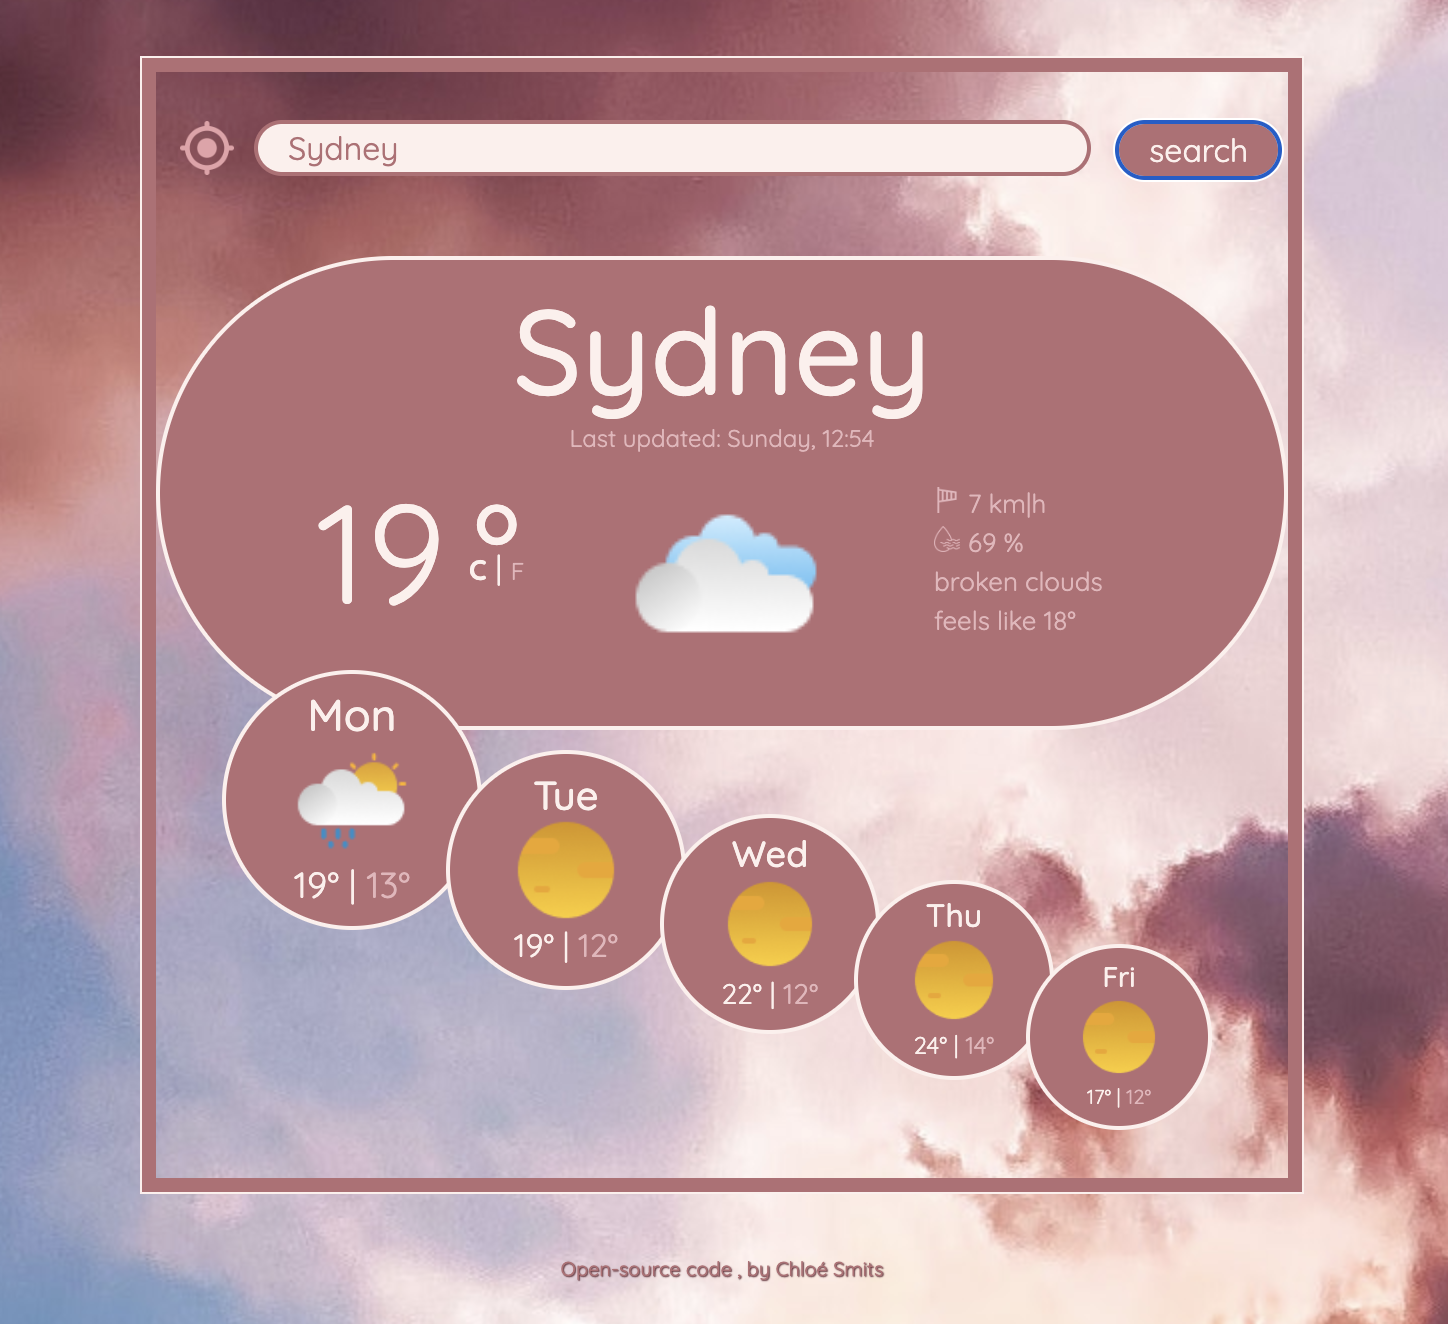 Sydney
search
Sydney
Last updated: Sunday, 12:54
19 °
C | F
7 km|h
69 %
broken clouds
feels like 18°
Mon
19° | 13°
Tue
19° | 12°
Wed
22° | 12°
Thu
24° | 14°
Fri
17° | 12°
Open-source code , by Chloé Smits